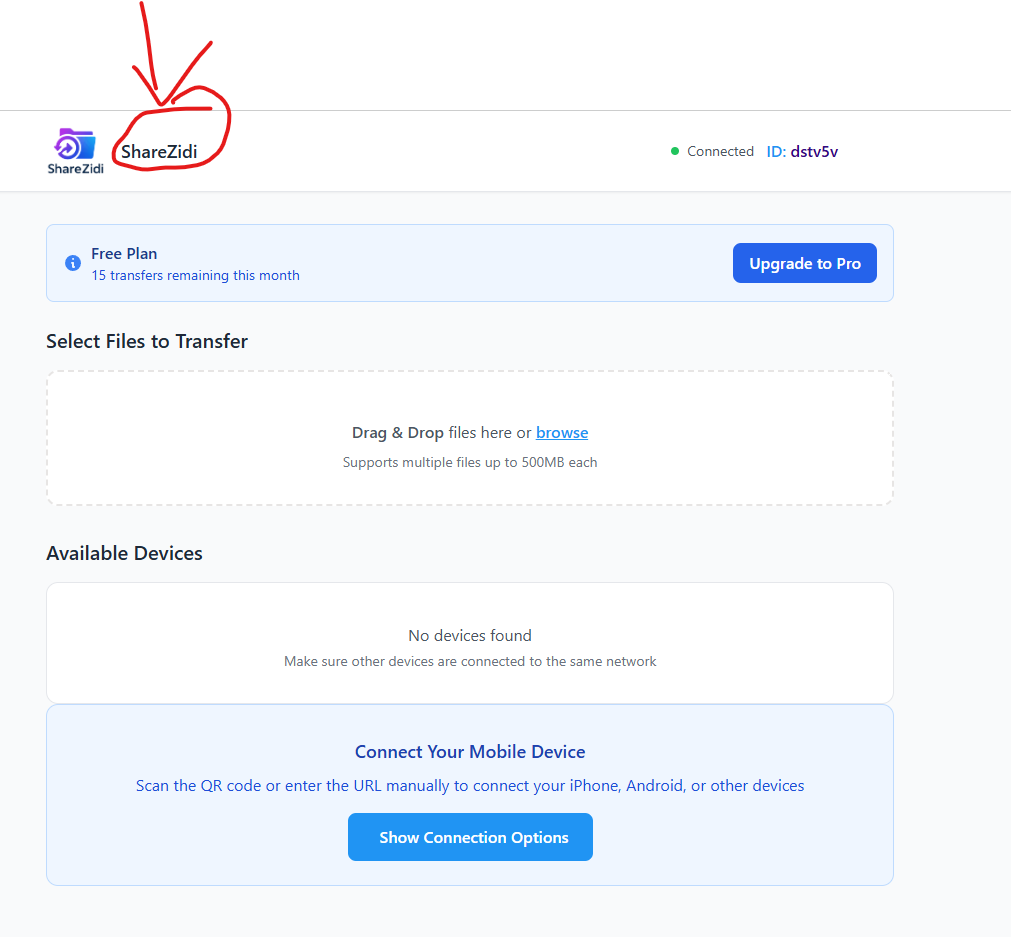 ShareZidi
ShareZidi
Connected ID: dstv5v
Free Plan
15 transfers remaining this month
Upgrade to Pro
Select Files to Transfer
Drag & Drop files here or browse
Supports multiple files up to 500MB each
Available Devices
No devices found
Make sure other devices are connected to the same network
Connect Your Mobile Device
Scan the QR code or enter the URL manually to connect your iPhone, Android, or other devices
Show Connection Options